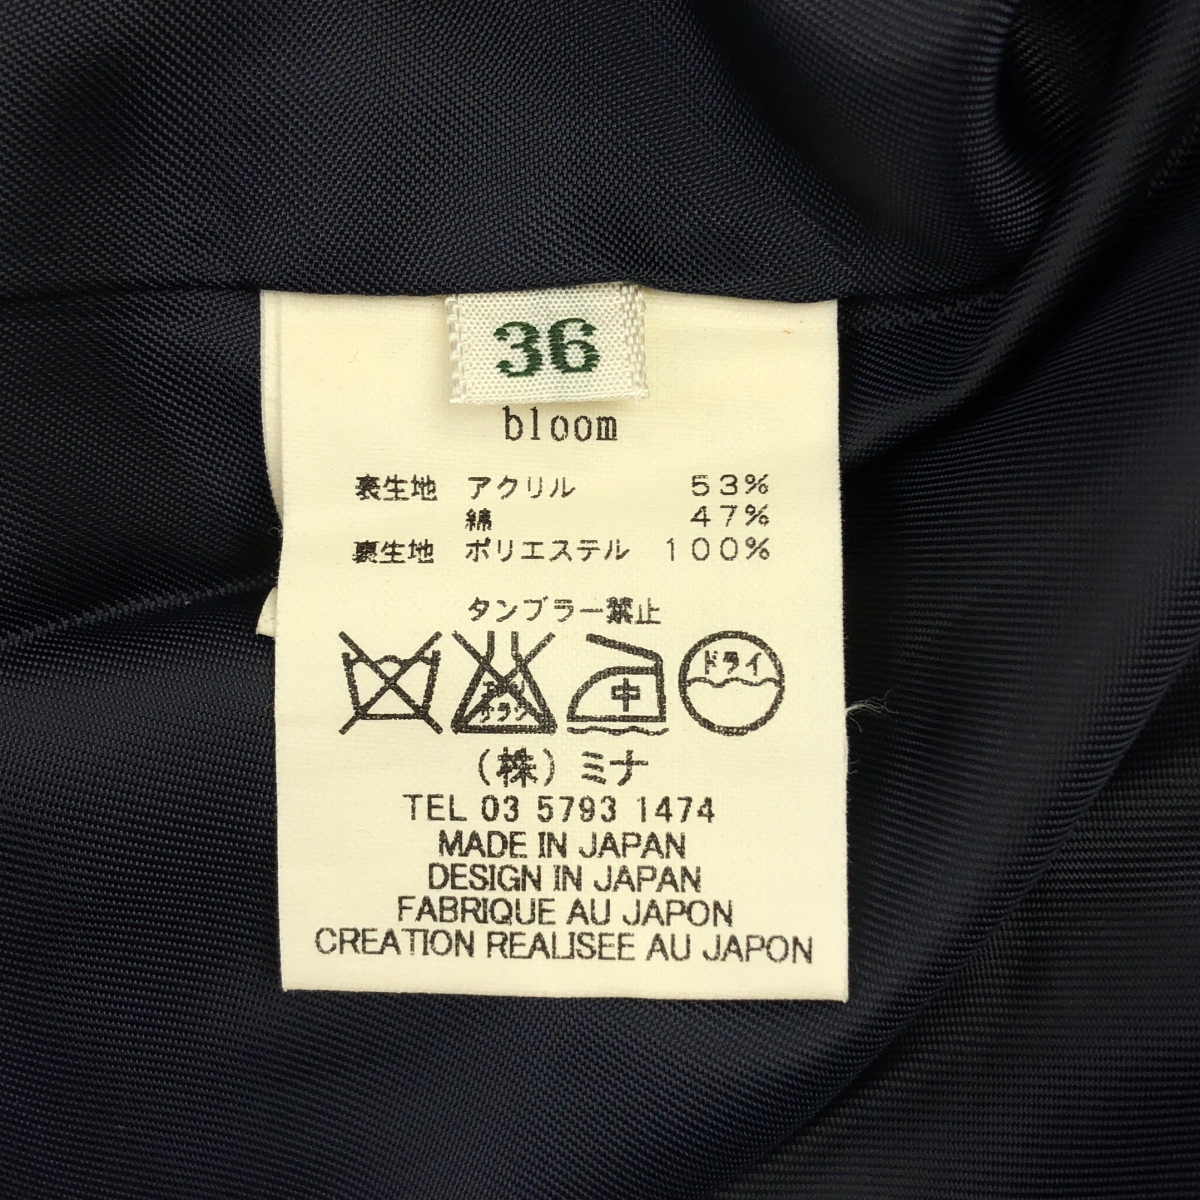 36
bloom
表生地 アクリル 53%
綿 47%
裏生地 ポリエステル 100%
タンブラー禁止
中
ドライ
(株)ミナ
TEL 03 5793 1474
MADE IN JAPAN
DESIGN IN JAPAN
FABRIQUE AU JAPON
CREATION REALISEE AU JAPON